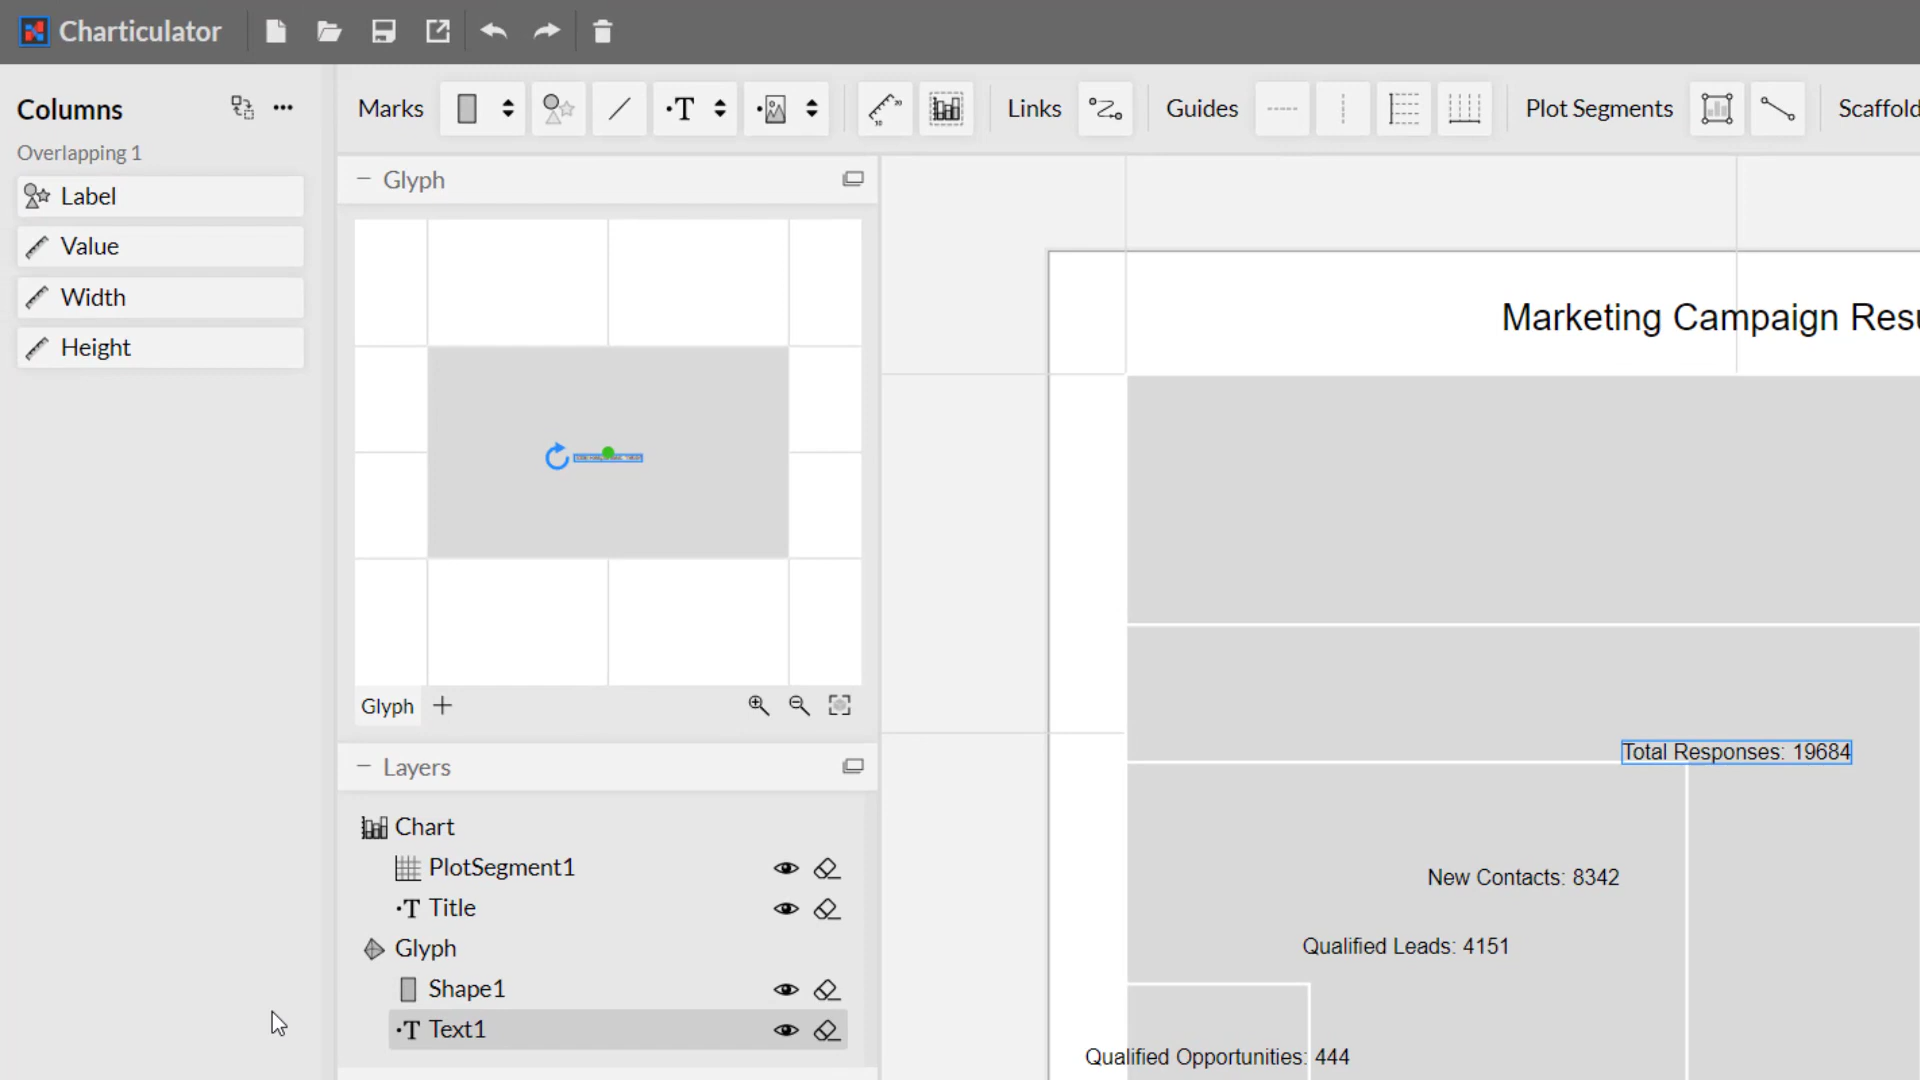 Charticulator
Columns
Overlapping 1
Label
Value
Width
Height
Marks
Links
Guides
Plot Segments
Scaffold
Glyph
Glyph
Layers
Chart
PlotSegment1
Title
Glyph
Shape1
Text1
Marketing Campaign Resu
Total Responses: 19684
New Contacts: 8342
Qualified Leads: 4151
Qualified Opportunities: 444